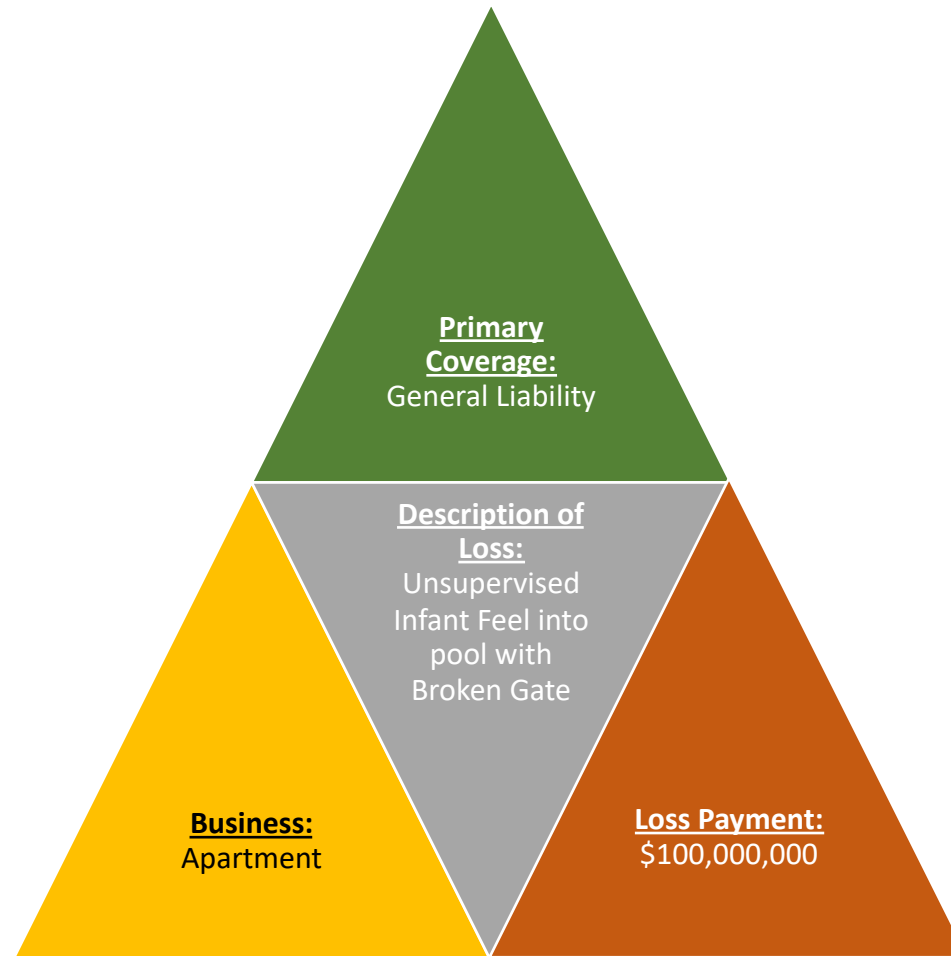 Primary
Coverage:
General Liability
Description of
Loss:
Unsupervised
Infant Feel into
pool with
Broken Gate
Business:
Apartment
Loss Payment:
$100,000,000